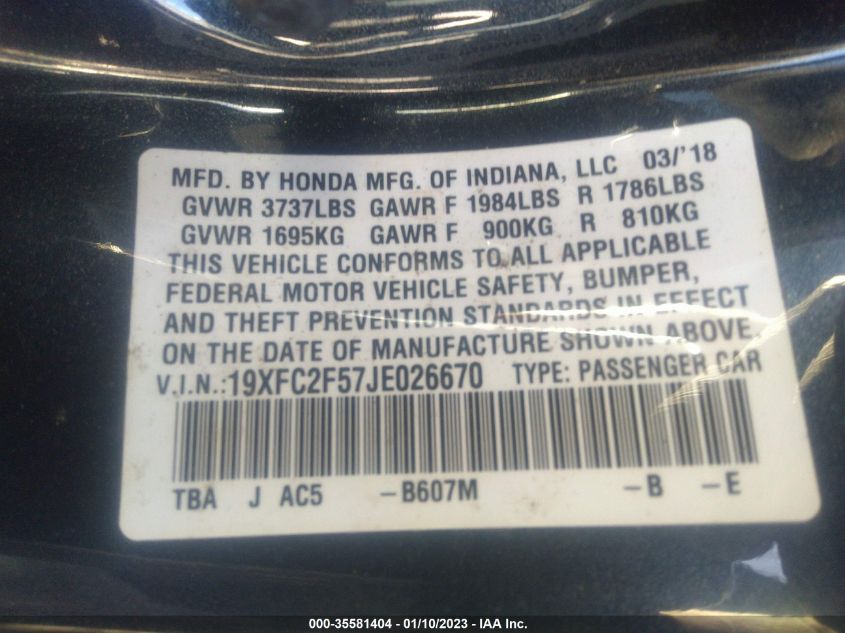 MFD. BY HONDA MFG. OF INDIANA, LLC 03/'18
GVWR 3737LBS GAWR F 1984LBS R 1786LBS
GVWR 1695KG GAWR F 900KG R 810KG
THIS VEHICLE CONFORMS TO ALL APPLICABLE
FEDERAL MOTOR VEHICLE SAFETY, BUMPER,
AND THEFT PREVENTION STANDARDS IN EFFECT
ON THE DATE OF MANUFACTURE SHOWN ABOVE.
V.I.N.:19XFC2F57JE026670 TYPE: PASSENGER CAR
TBA J AC5 –B607M –B –E
000-35581404 - 01/10/2023 - IAA Inc.